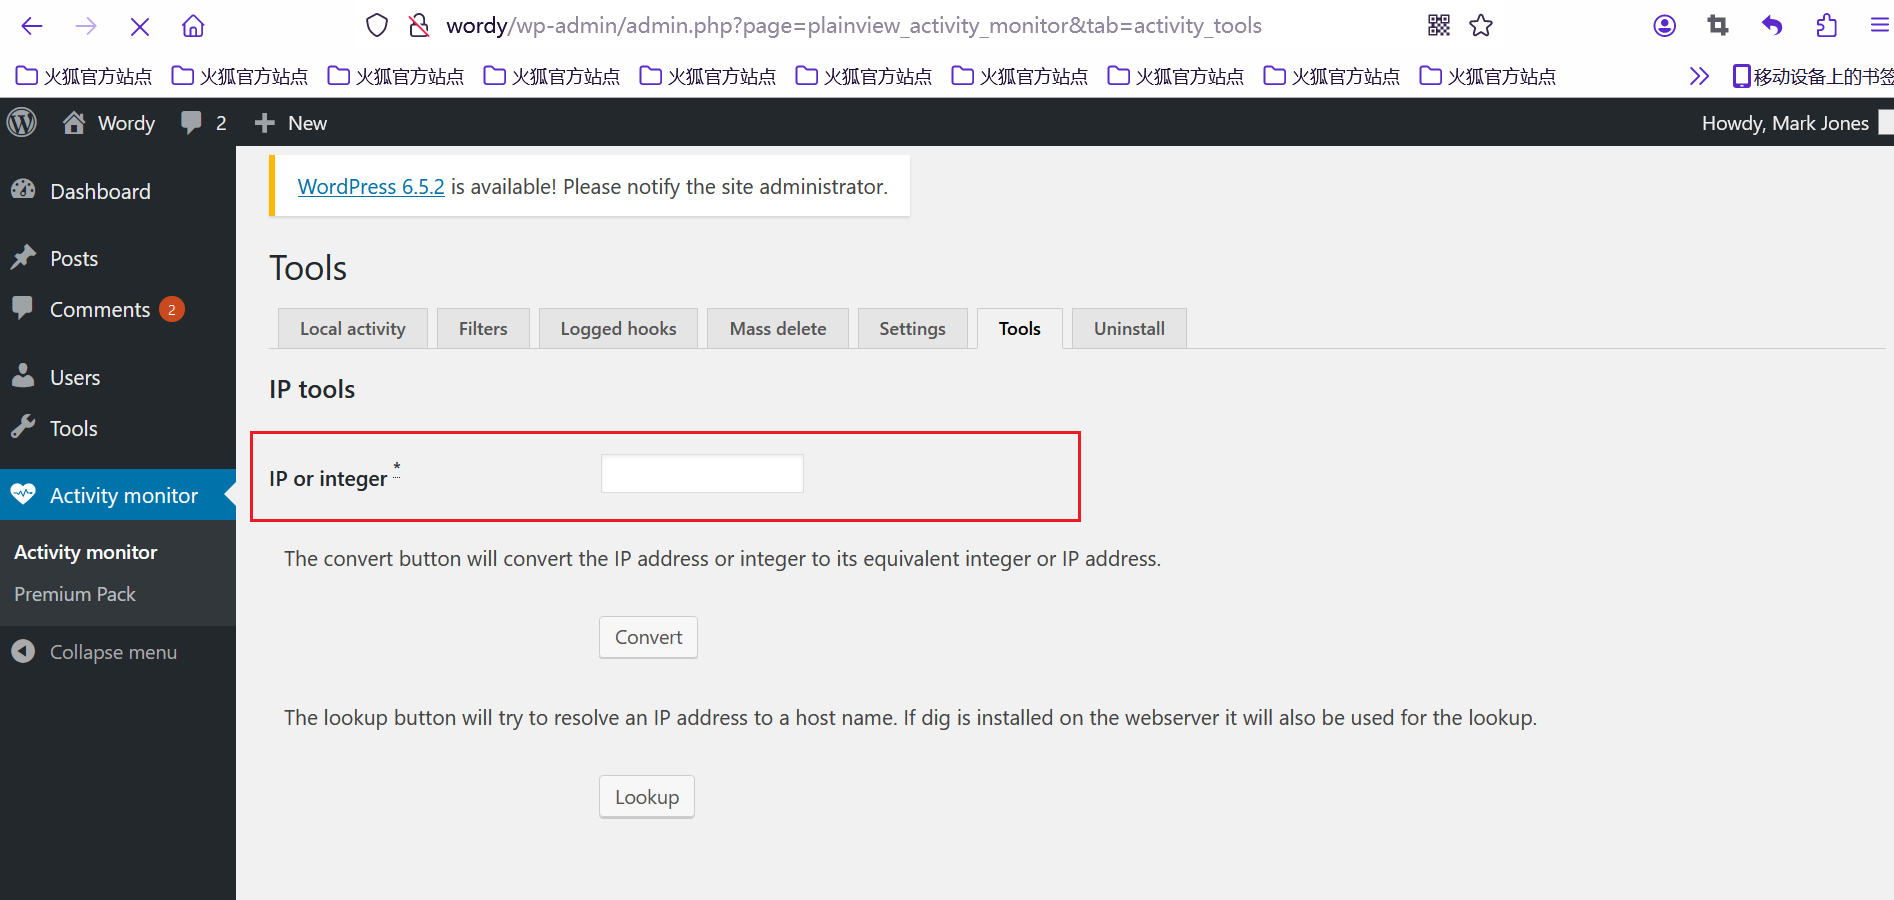 wordy/wp-admin/admin.php?page=plainview_activity_monitor&tab=activity_tools
火狐官方站点 火狐官方站点 火狐官方站点 火狐官方站点 火狐官方站点 火狐官方站点 火狐官方站点 火狐官方站点 火狐官方站点 火狐官方站点 移动设备上的书签
Wordy 2 New Howdy, Mark Jones
Dashboard
Posts
Comments 2
Users
Tools
Activity monitor
Activity monitor
Premium Pack
Collapse menu
WordPress 6.5.2 is available! Please notify the site administrator.
Tools
Local activity Filters Logged hooks Mass delete Settings Tools Uninstall
IP tools
IP or integer *
The convert button will convert the IP address or integer to its equivalent integer or IP address.
Convert
The lookup button will try to resolve an IP address to a host name. If dig is installed on the webserver it will also be used for the lookup.
Lookup